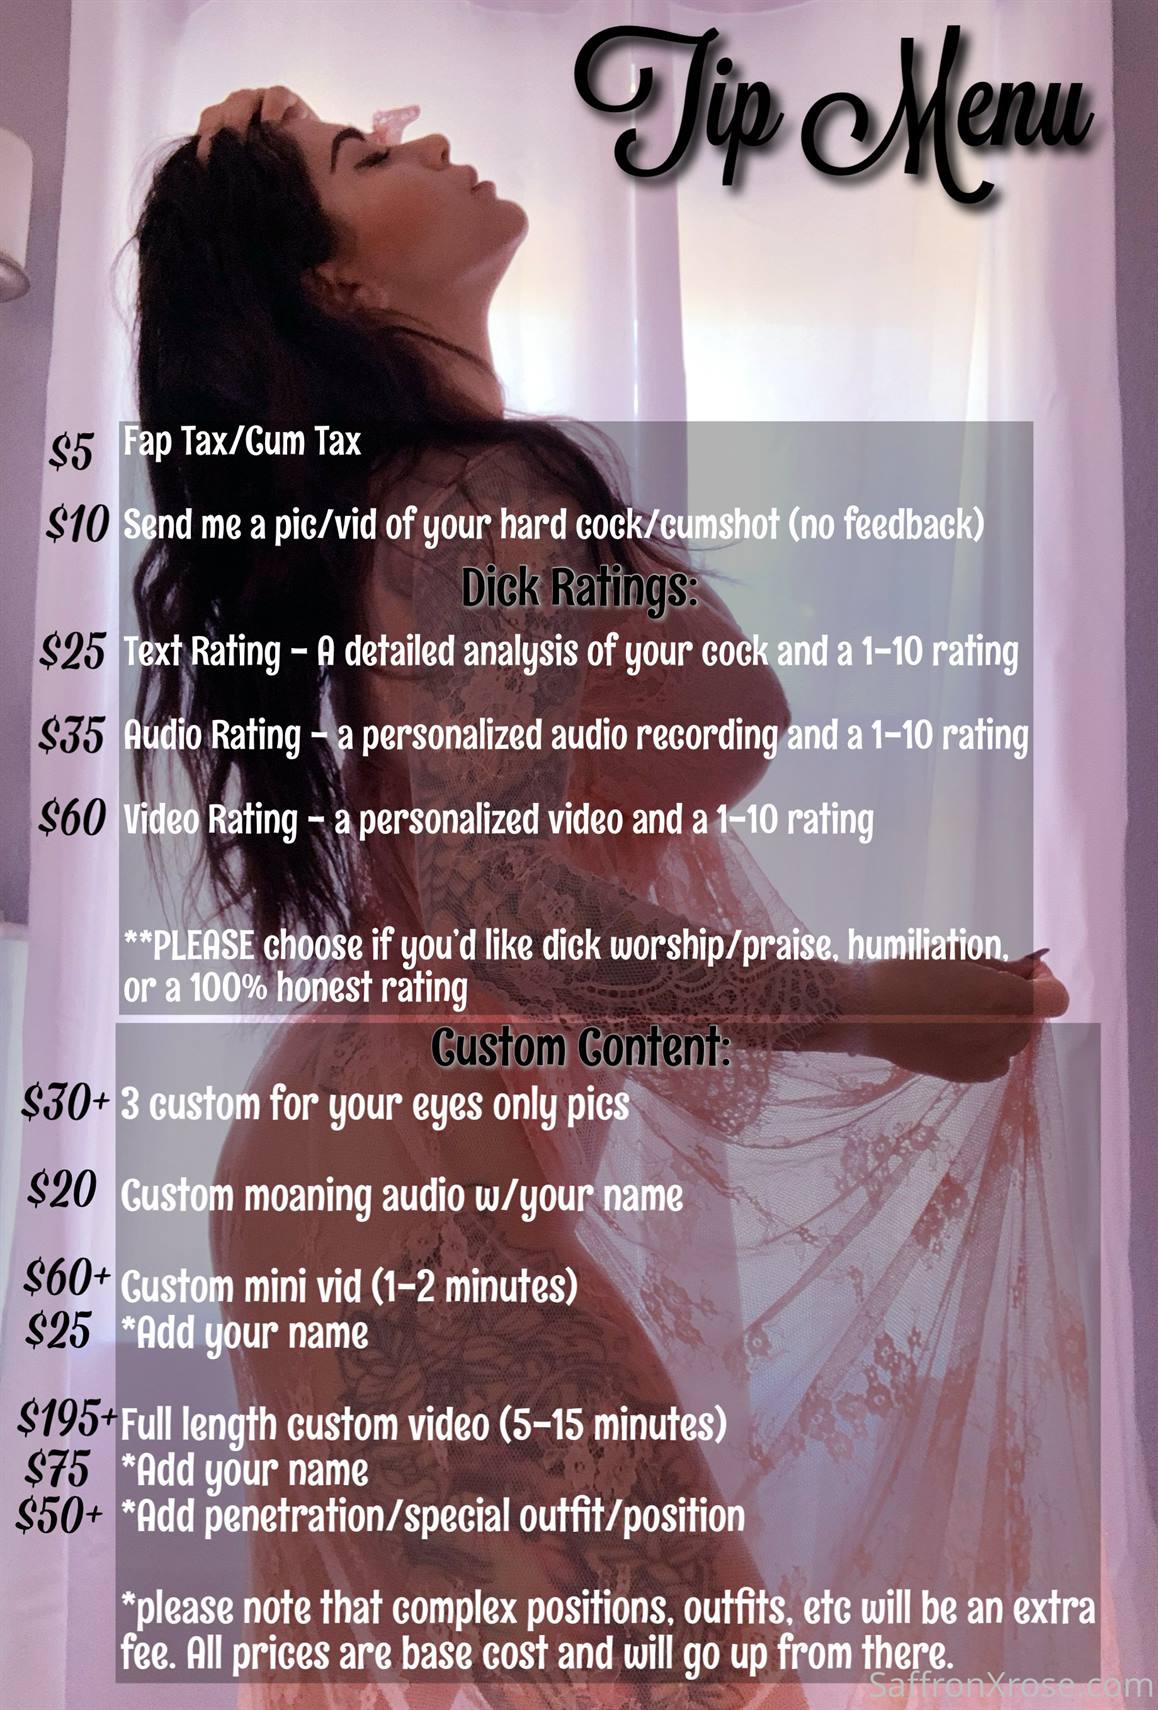 Tip Menu
$5 Fap Tax/Cum Tax
$10 Send me a pic/vid of your hard cock/cumshot (no feedback)
Dick Ratings:
$25 Text Rating - A detailed analysis of your cock and a 1-10 rating
$35 Audio Rating - a personalized audio recording and a 1-10 rating
$60 Video Rating - a personalized video and a 1-10 rating
**PLEASE choose if you'd like dick worship/praise, humiliation,
or a 100% honest rating
Custom Content:
$30+ 3 custom for your eyes only pics
$20 Custom moaning audio w/your name
$60+ Custom mini vid (1-2 minutes)
$25 *Add your name
$195+ Full length custom video (5-15 minutes)
$75 *Add your name
$50+ *Add penetration/special outfit/position
*please note that complex positions, outfits, etc will be an extra
fee. All prices are base cost and will go up from there.
SaffronXrose.com